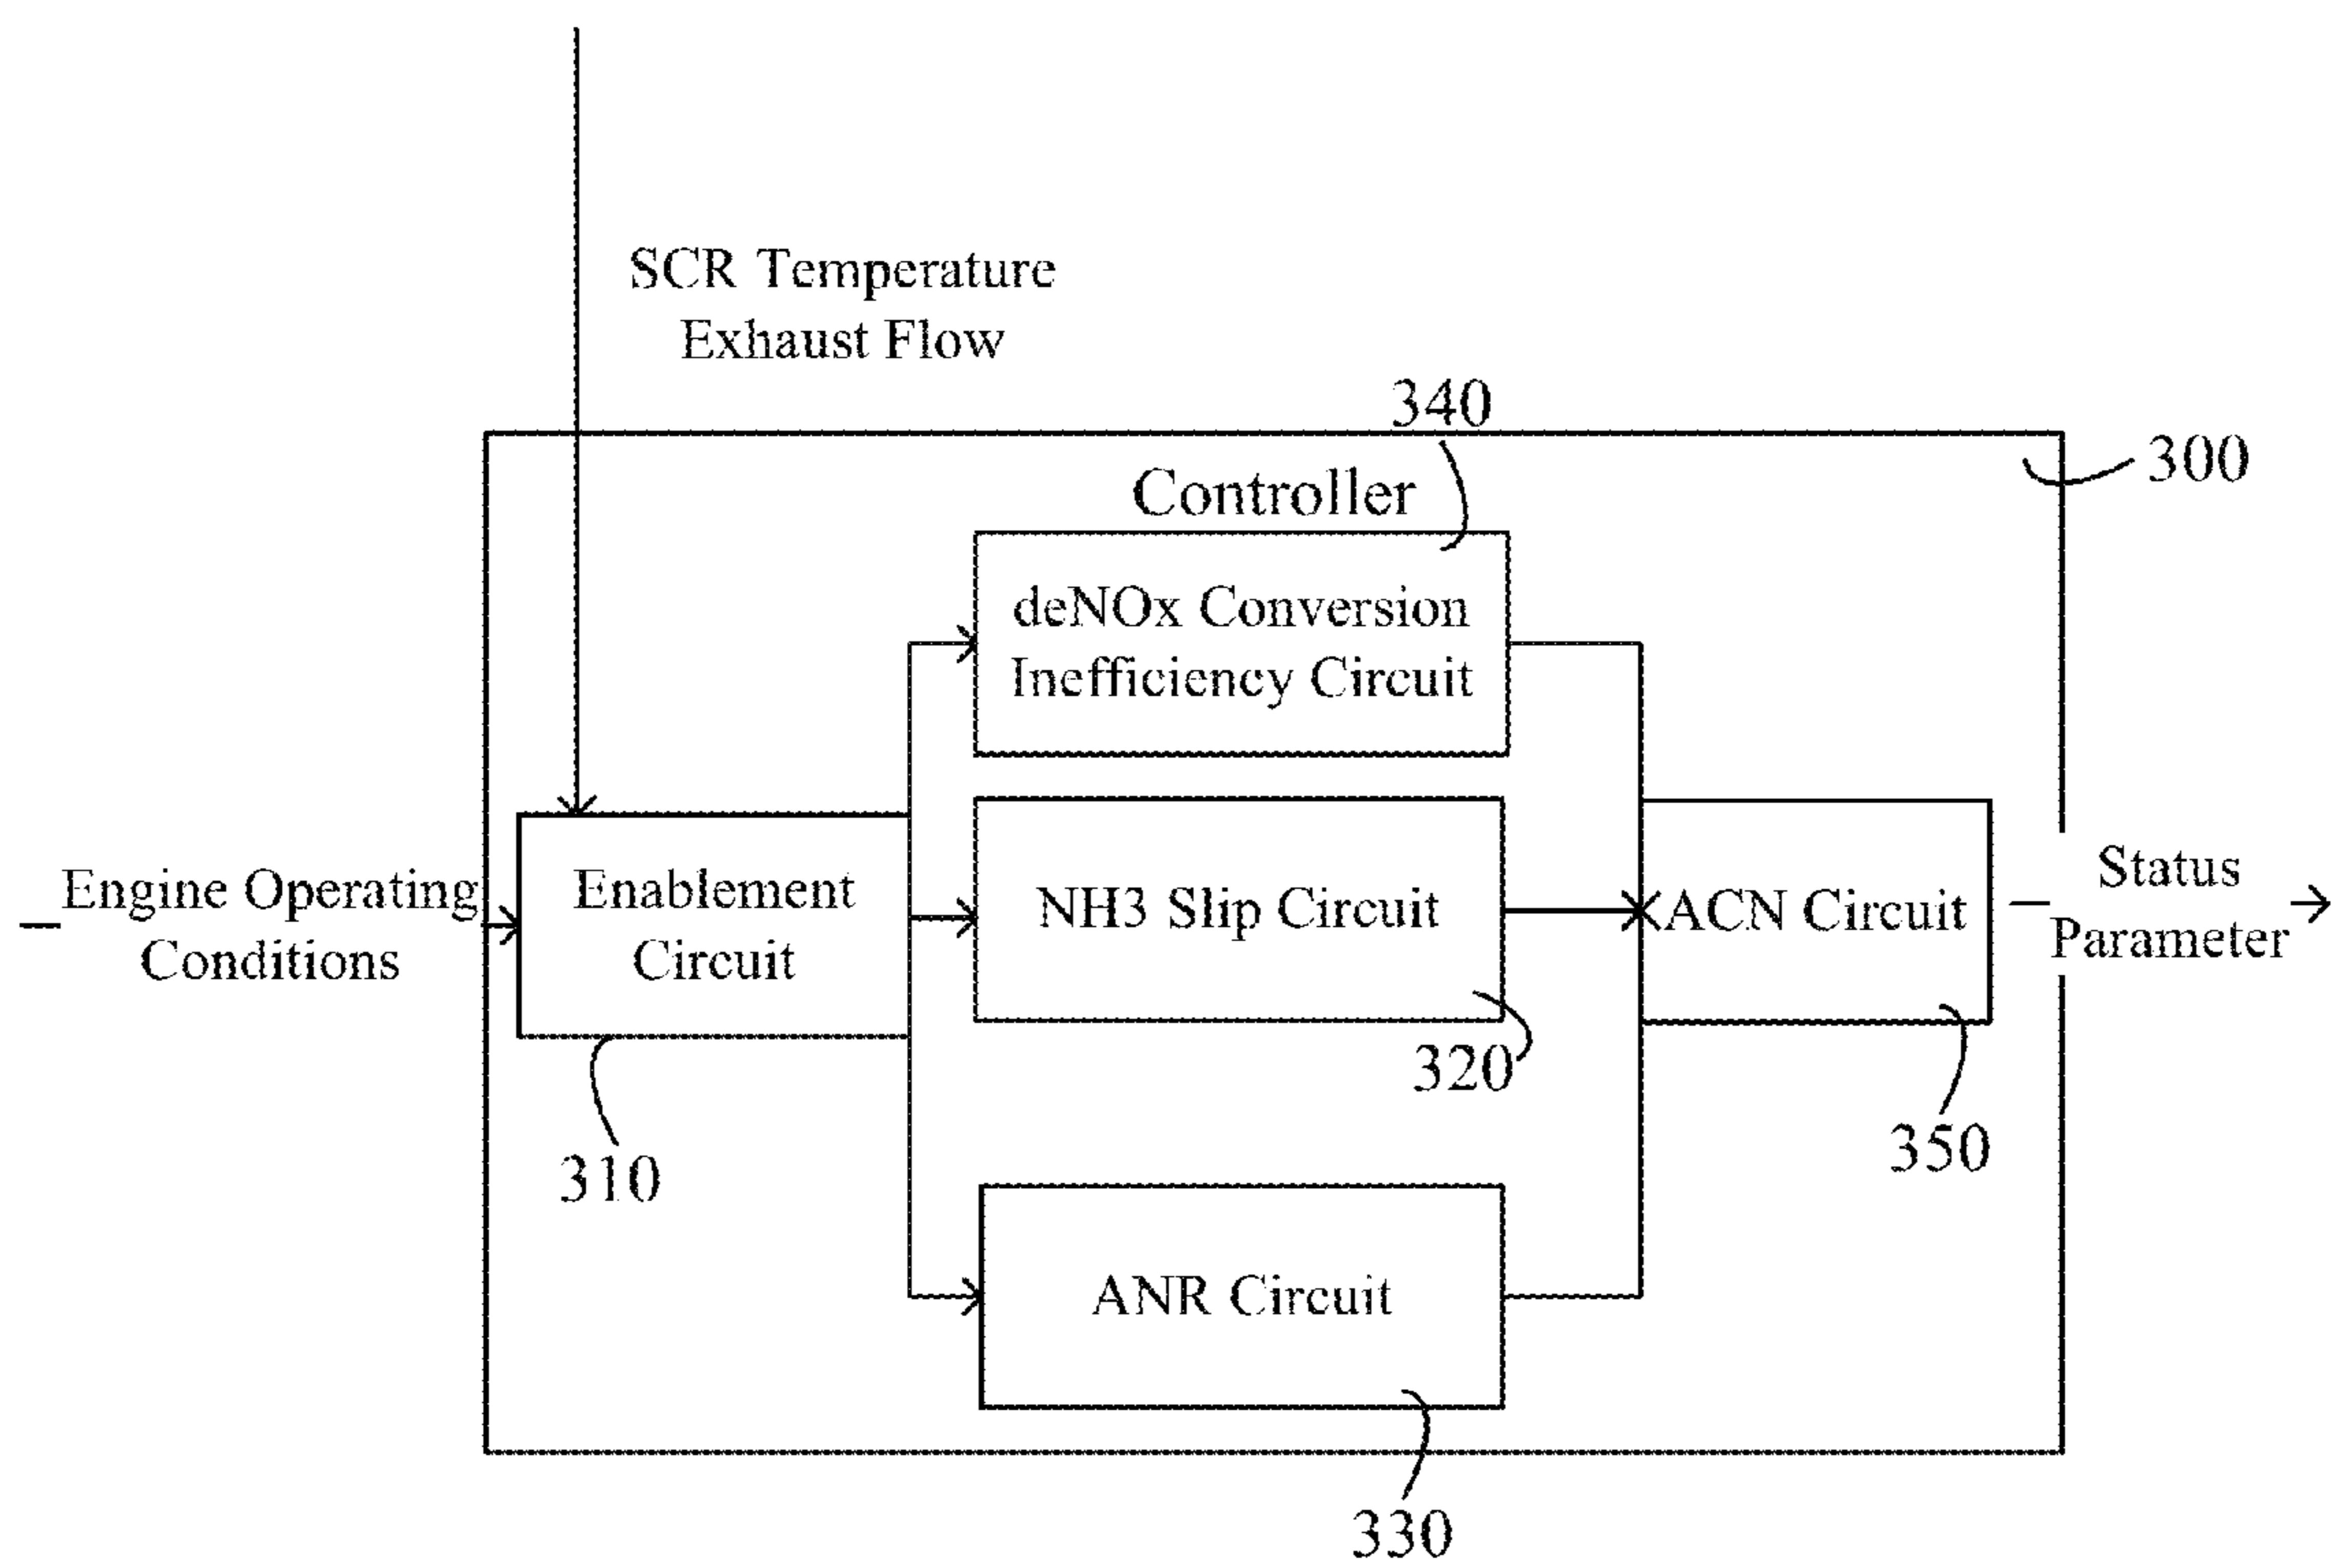 SCR Temperature
Exhaust Flow
340
300
Controller
deNOx Conversion
Inefficiency Circuit
Engine Operating
Conditions
Enablement
Circuit
NH3 Slip Circuit
ACN Circuit
Status
Parameter
320
350
310
ANR Circuit
330